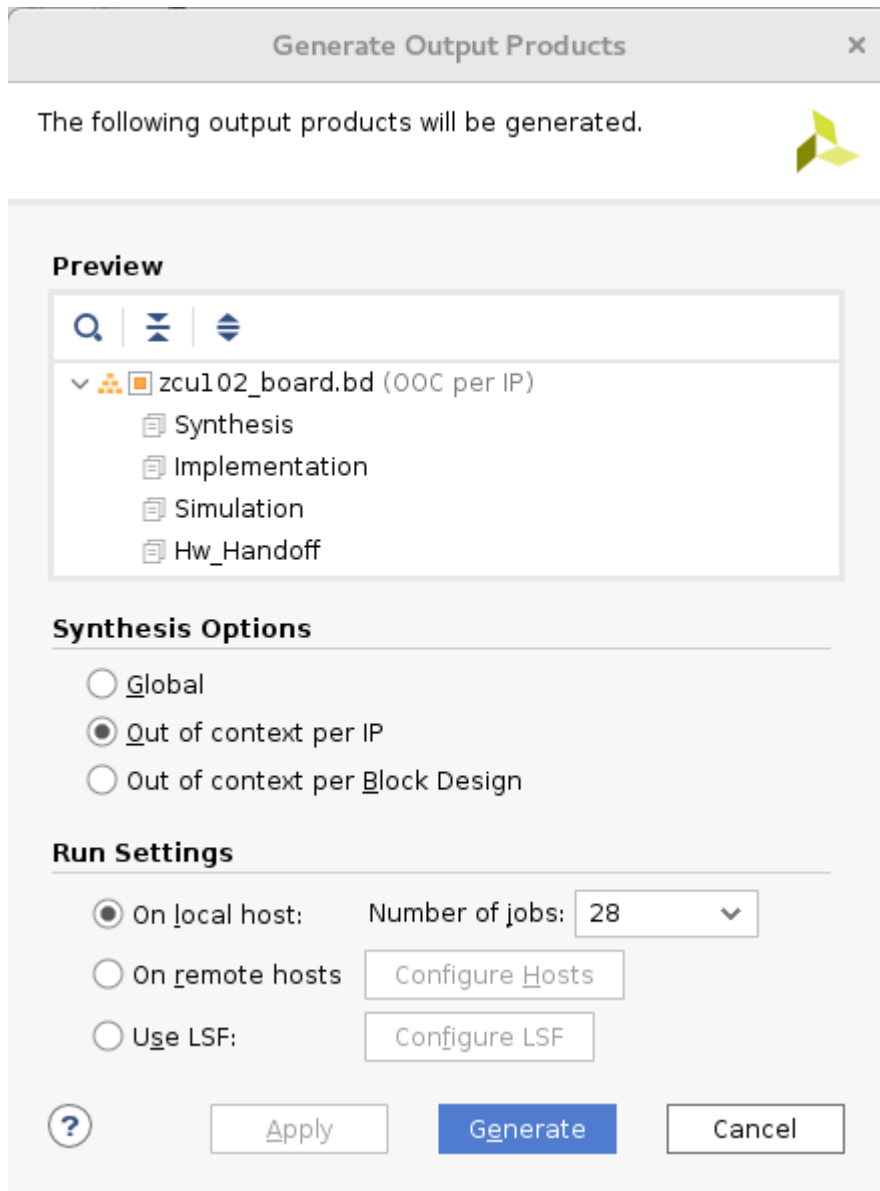 Generate Output Products
The following output products will be generated.
Preview
zcu102_board.bd (OOC per IP)
Synthesis
Implementation
Simulation
Hw_Handoff
Synthesis Options
Global
Out of context per IP
Out of context per Block Design
Run Settings
On local host: Number of jobs: 28
On remote hosts Configure Hosts
Use LSF: Configure LSF
? Apply Generate Cancel